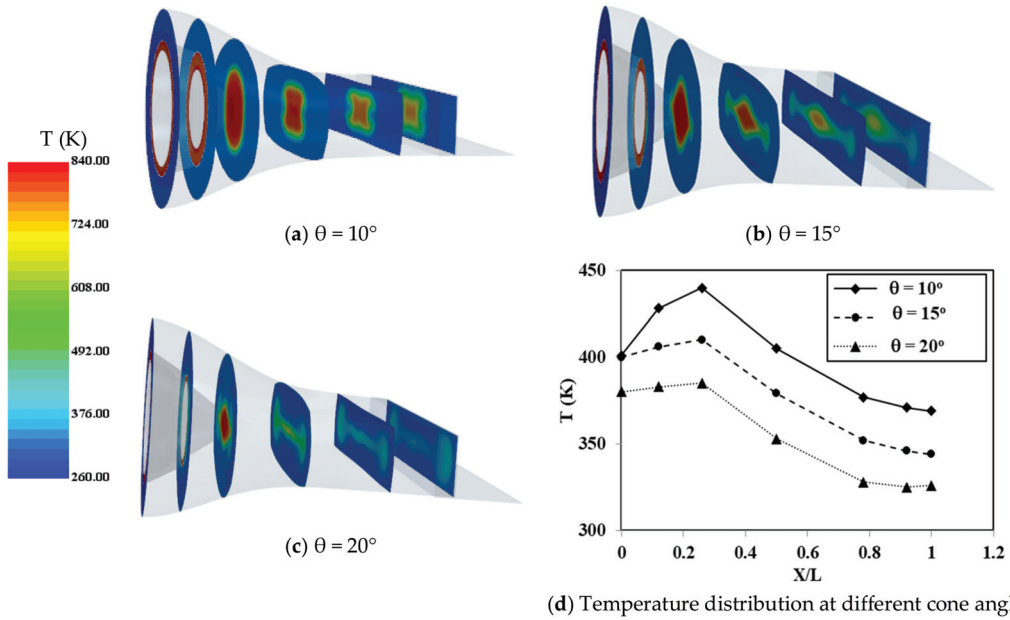 T (K)
840.00
724.00
608.00
492.00
376.00
260.00
(a) θ = 10°
(b) θ = 15°
(c) θ = 20°
450
400
350
300
T (K)
θ = 10°
θ = 15°
θ = 20°
0 0.2 0.4 0.6 0.8 1 1.2
X/L
(d) Temperature distribution at different cone angl